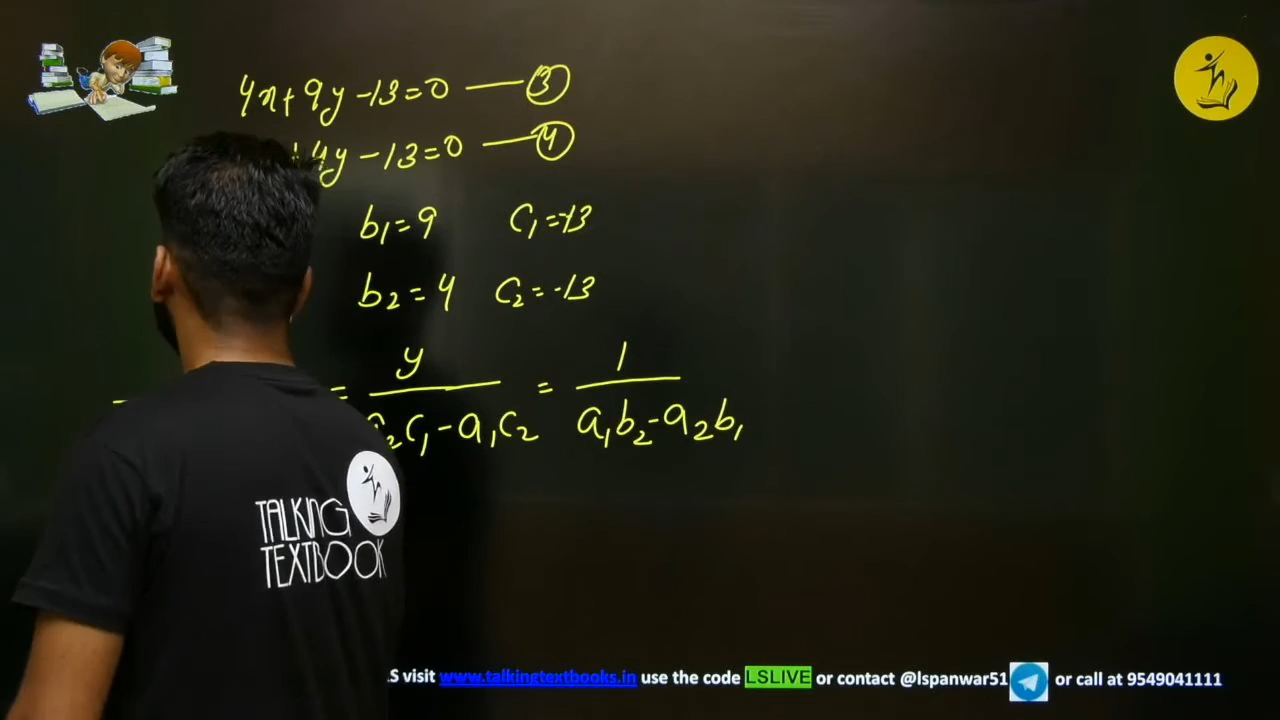 4x+9y-13=0 — ③
+4y-13=0 — ④
b₁=9 C₁=-13
b₂=4 C₂=-13
= y/ ₂C₁-a₁C₂ = 1/a₁b₂-a₂b₁
TALKING
TEXTBOOK
S visit www.talkingtextbooks.in use the code LSLIVE or contact @lspanwar51 or call at 9549041111